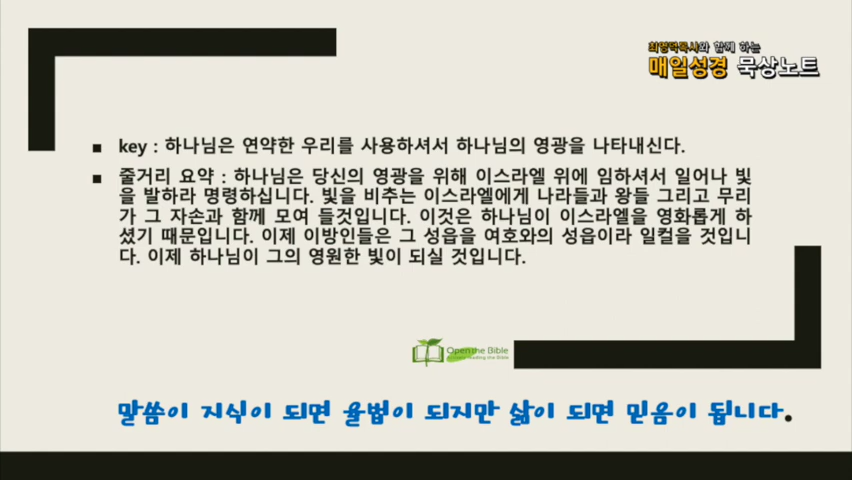 최영덕목사와 함께 하는
매일성경 묵상노트
key : 하나님은 연약한 우리를 사용하셔서 하나님의 영광을 나타내신다.
줄거리 요약 : 하나님은 당신의 영광을 위해 이스라엘 위에 임하셔서 일어나 빛
을 발하라 명령하십니다. 빛을 비추는 이스라엘에게 나라들과 왕들 그리고 무리
가 그 자손과 함께 모여 들것입니다. 이것은 하나님이 이스라엘을 영화롭게 하
셨기 때문입니다. 이제 이방인들은 그 성읍을 여호와의 성읍이라 일컬을 것입니
다. 이제 하나님이 그의 영원한 빛이 되실 것입니다.
Open the Bible
reading the Bible
말씀이 지식이 되면 율법이 되지만 삶이 되면 믿음이 됩니다.